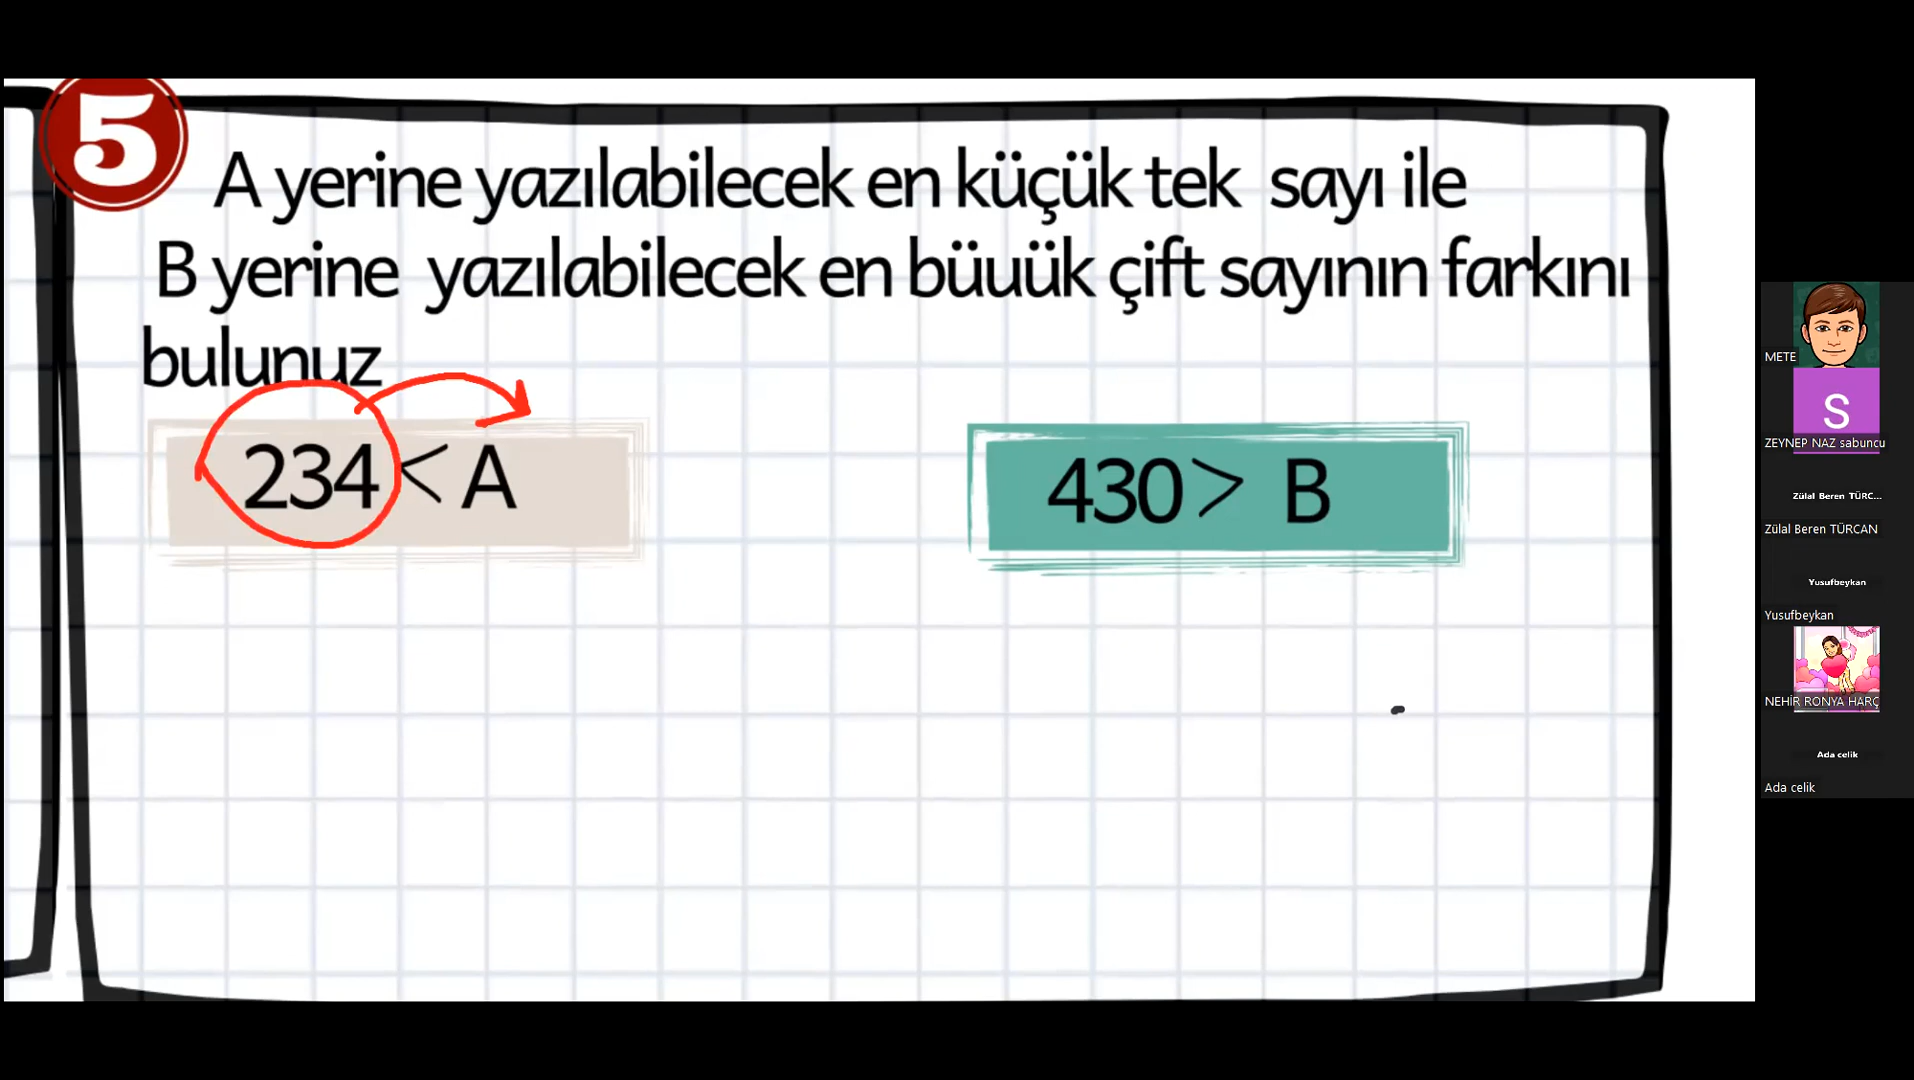 5
A yerine yazılabilecek en küçük tek sayı ile
B yerine yazılabilecek en büuük çift sayının farkını
bulunuz
234 < A
430 > B
METE
S
ZEYNEP NAZ sabuncu
Zülal Beren TÜRC...
Zülal Beren TÜRCAN
Yusufbeykan
Yusufbeykan
NEHİR RONYA HARÇ
Ada celik
Ada celik